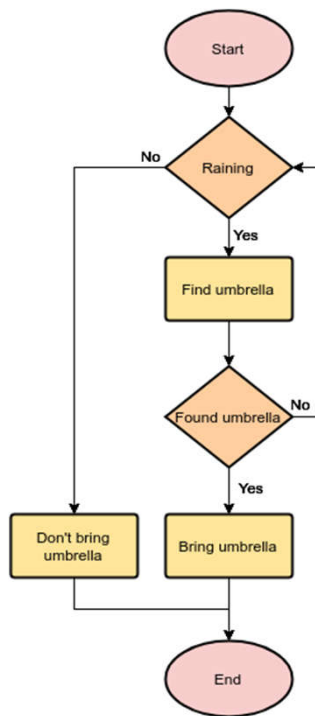 Start
Raining
No
Yes
Find umbrella
Found umbrella
No
Yes
Don't bring
umbrella
Bring umbrella
End